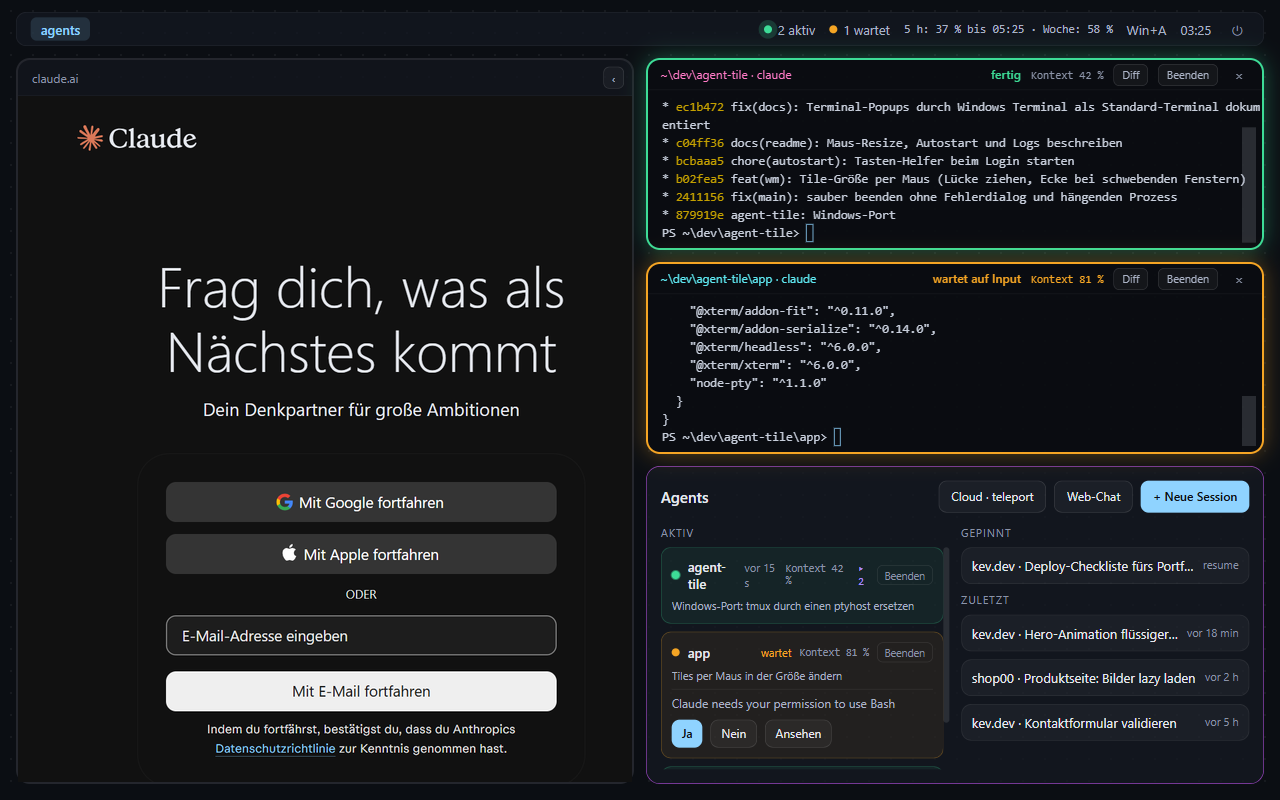 agents
2 aktiv
1 wartet
5 h: 37 % bis 05:25 · Woche: 58 %
Win+A
03:25
claude.ai
‹
Claude
Frag dich, was als
Nächstes kommt
Dein Denkpartner für große Ambitionen
Mit Google fortfahren
Mit Apple fortfahren
ODER
E-Mail-Adresse eingeben
Mit E-Mail fortfahren
Indem du fortfährst, bestätigst du, dass du Anthropics
Datenschutzrichtlinie zur Kenntnis genommen hast.
~\dev\agent-tile · claude
fertig
Kontext 42 %
Diff
Beenden
×
* ec1b472 fix(docs): Terminal-Popups durch Windows Terminal als Standard-Terminal dokum
entiert
* c04ff36 docs(readme): Maus-Resize, Autostart und Logs beschreiben
* bcbaaa5 chore(autostart): Tasten-Helfer beim Login starten
* b02fea5 feat(wm): Tile-Größe per Maus (Lücke ziehen, Ecke bei schwebenden Fenstern)
* 2411156 fix(main): sauber beenden ohne Fehlerdialog und hängenden Prozess
* 879919e agent-tile: Windows-Port
PS ~\dev\agent-tile>
~\dev\agent-tile\app · claude
wartet auf Input
Kontext 81 %
Diff
Beenden
×
"@xterm/addon-fit": "^0.11.0",
"@xterm/addon-serialize": "^0.14.0",
"@xterm/headless": "^6.0.0",
"@xterm/xterm": "^6.0.0",
"node-pty": "^1.1.0"
}
}
PS ~\dev\agent-tile\app>
Agents
Cloud · teleport
Web-Chat
+ Neue Session
AKTIV
agent-
tile
vor 15
s
Kontext 42
%
▸
2
Beenden
Windows-Port: tmux durch einen ptyhost ersetzen
app
wartet
Kontext 81 %
Beenden
Tiles per Maus in der Größe ändern
Claude needs your permission to use Bash
Ja
Nein
Ansehen
GEPINNT
kev.dev · Deploy-Checkliste fürs Portf...
resume
ZULETZT
kev.dev · Hero-Animation flüssiger...
vor 18 min
shop00 · Produktseite: Bilder lazy laden
vor 2 h
kev.dev · Kontaktformular validieren
vor 5 h